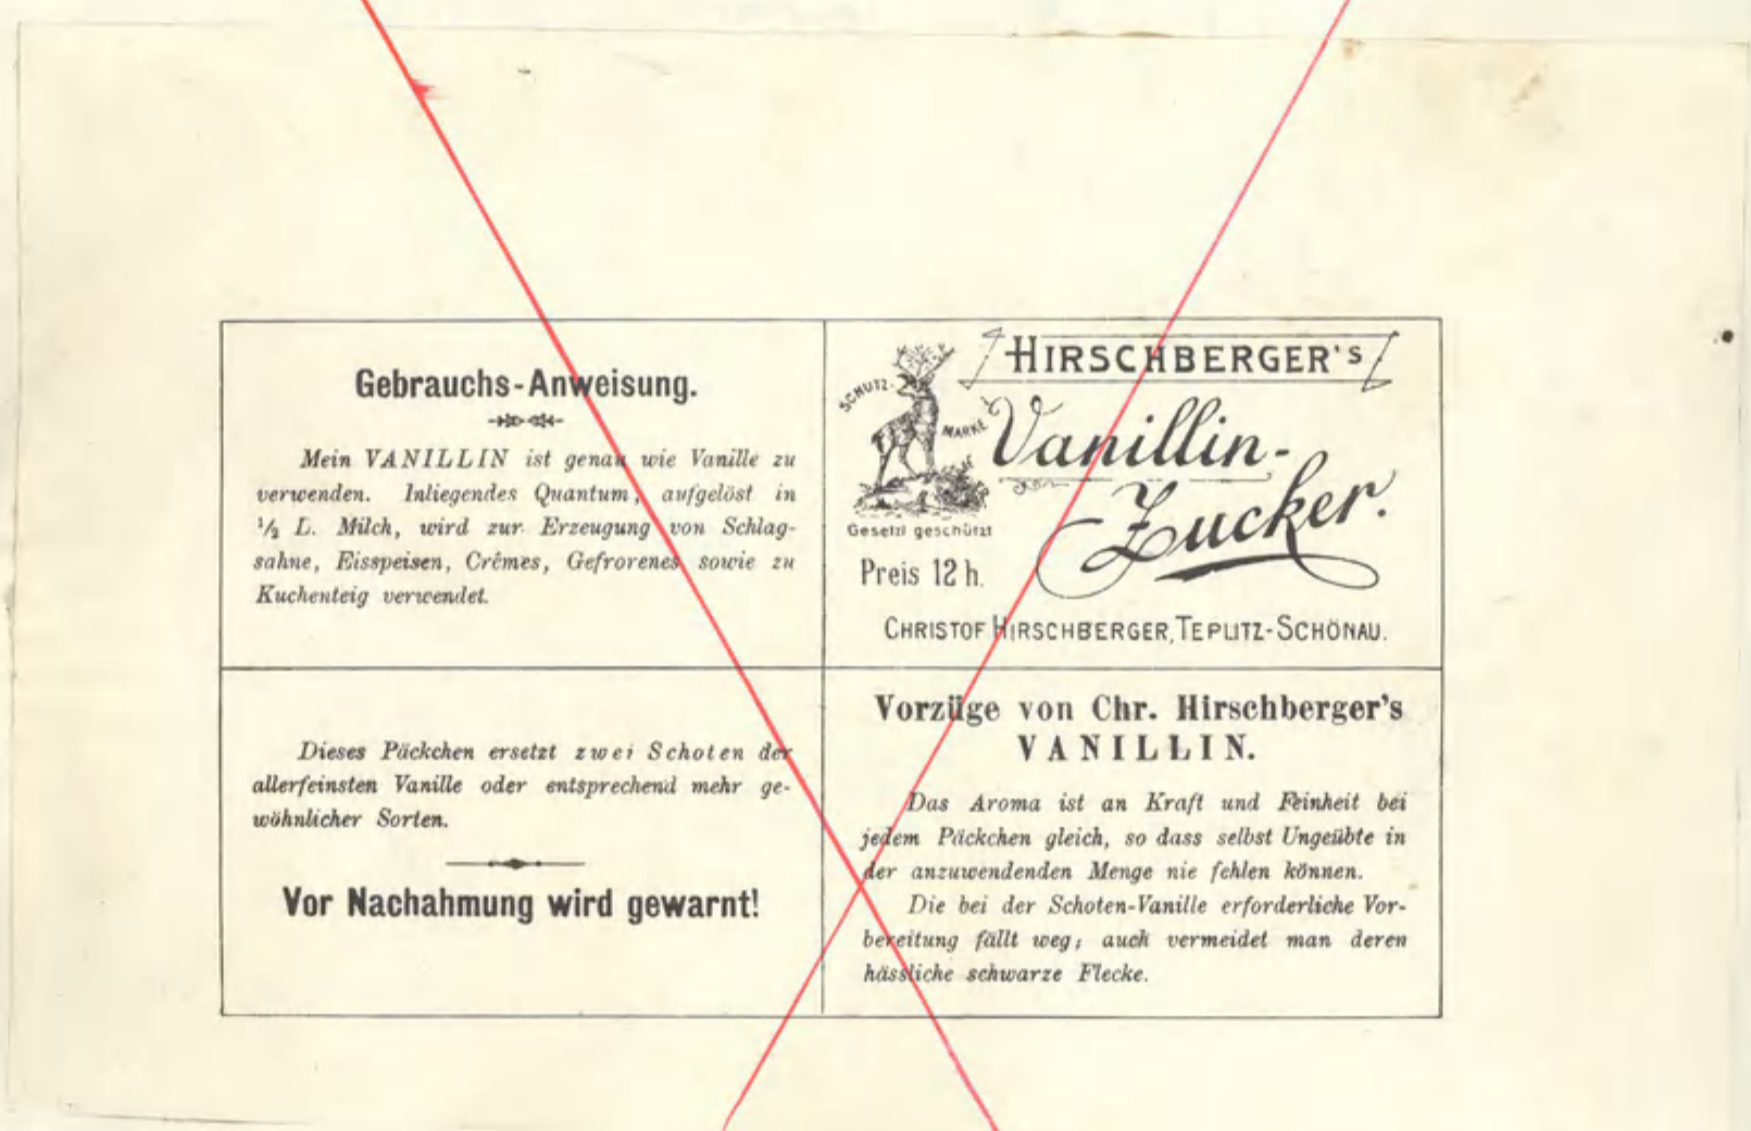 Gebrauchs-Anweisung.
Mein VANILLIN ist genau wie Vanille zu
verwenden. Inliegendes Quantum, aufgelöst in
½ L. Milch, wird zur Erzeugung von Schlag-
sahne, Eisspeisen, Crêmes, Gefrorenes sowie zu
Kuchenteig verwendet.
HIRSCHBERGER'S
SCHUTZ-
MARKE
Vanillin-
Zucker.
Gesetzl geschützt
Preis 12 h.
CHRISTOF HIRSCHBERGER, TEPLITZ-SCHÖNAU.
Dieses Päckchen ersetzt zwei Schoten der
allerfeinsten Vanille oder entsprechend mehr ge-
wöhnlicher Sorten.
Vor Nachahmung wird gewarnt!
Vorzüge von Chr. Hirschberger's
VANILLIN.
Das Aroma ist an Kraft und Feinheit bei
jedem Päckchen gleich, so dass selbst Ungeübte in
der anzuwendenden Menge nie fehlen können.
Die bei der Schoten-Vanille erforderliche Vor-
bereitung fällt weg; auch vermeidet man deren
hässliche schwarze Flecke.